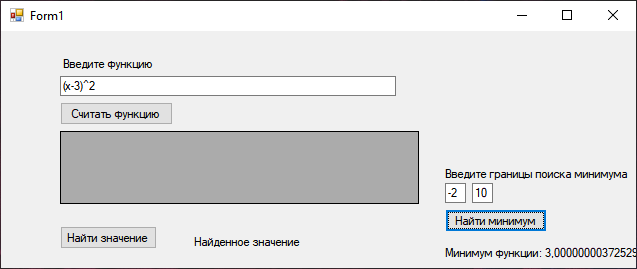 Form1
Введите функцию
(x-3)^2
Считать функцию
Введите границы поиска минимума
-2 10
Найти минимум
Найти значение
Найденное значение
Минимум функции: 3,00000000372529